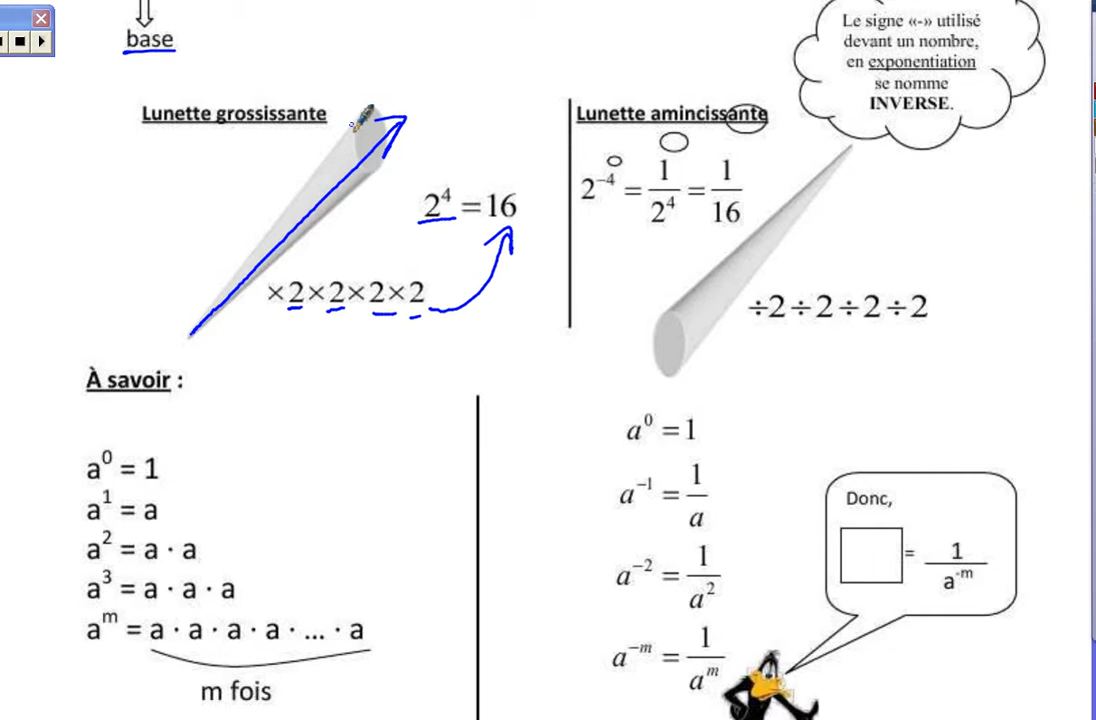 base
Le signe «-» utilisé
devant un nombre,
en exponentiation
se nomme
INVERSE.
Lunette grossissante
2⁴ = 16
×2×2×2×2
Lunette amincissante
2⁻⁴ = 1/2⁴ = 1/16
÷2÷2÷2÷2
À savoir :
a⁰ = 1
a¹ = a
a² = a · a
a³ = a · a · a
aᵐ = a · a · a · a · ... · a
m fois
a⁰ = 1
a⁻¹ = 1/a
a⁻² = 1/a²
a⁻ᵐ = 1/aᵐ
Donc,
= 1/a⁻ᵐ